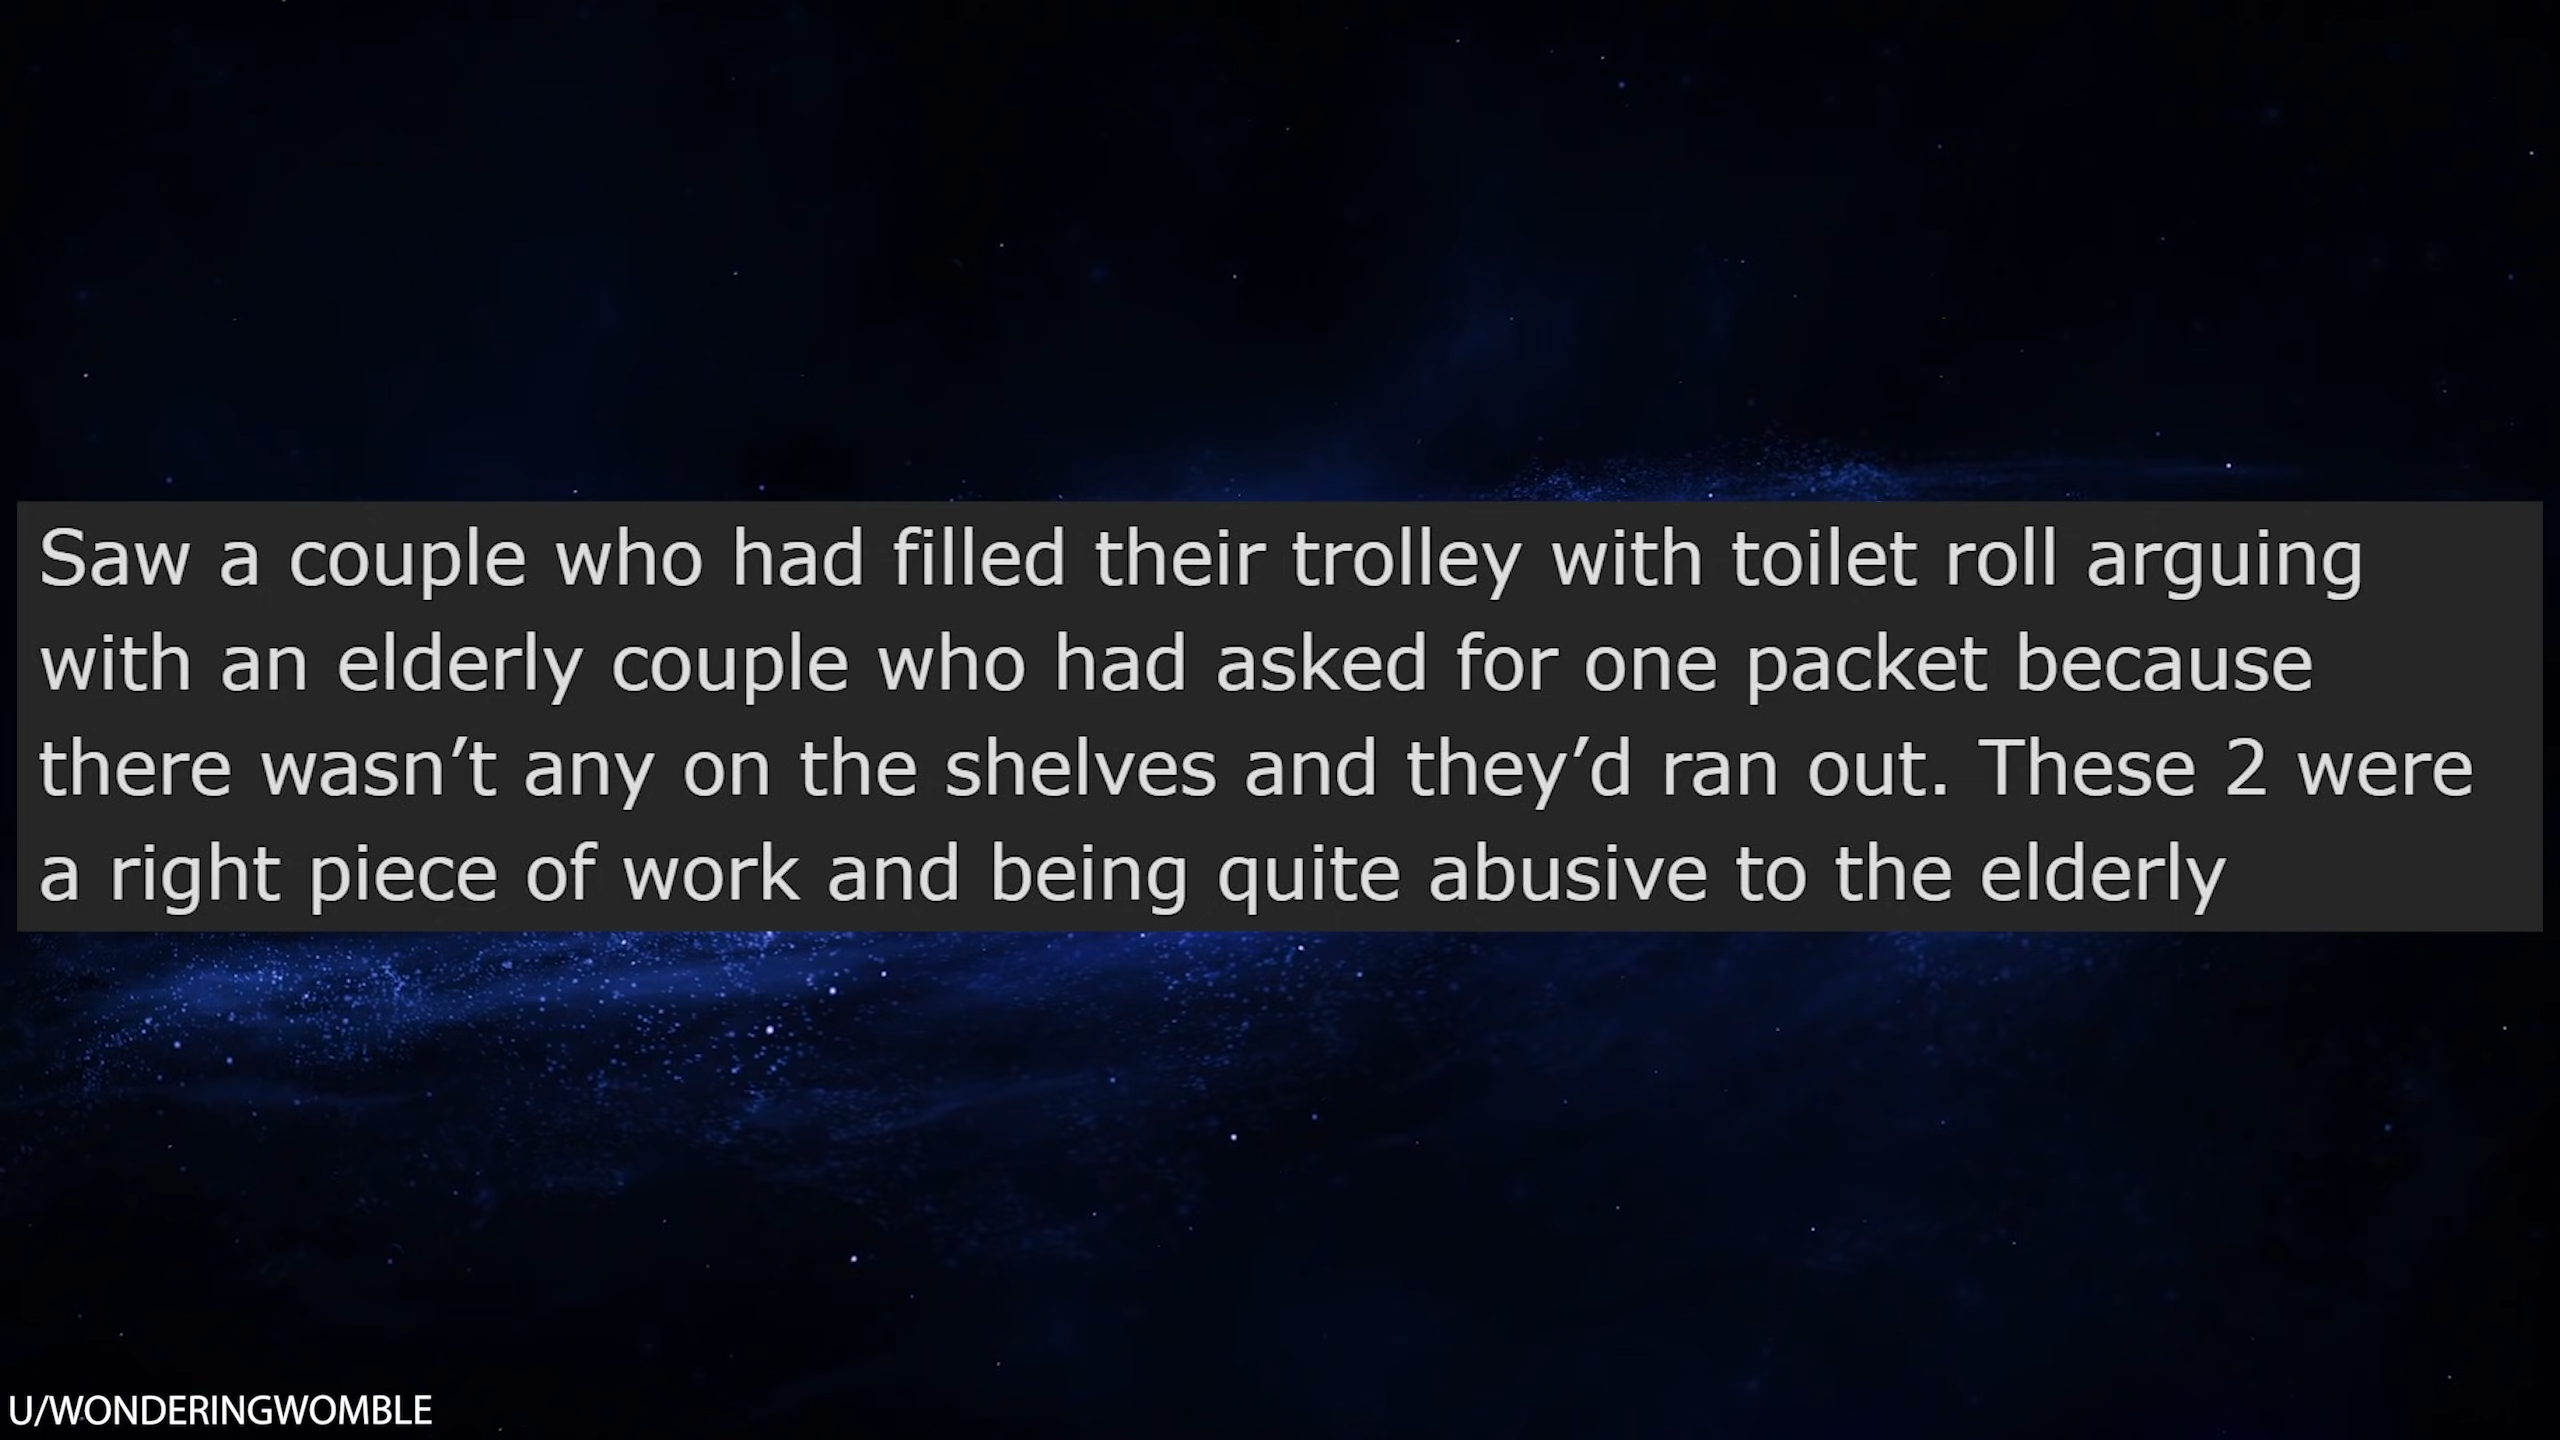 Saw a couple who had filled their trolley with toilet roll arguing
with an elderly couple who had asked for one packet because
there wasn’t any on the shelves and they’d ran out. These 2 were
a right piece of work and being quite abusive to the elderly
U/WONDERINGWOMBLE